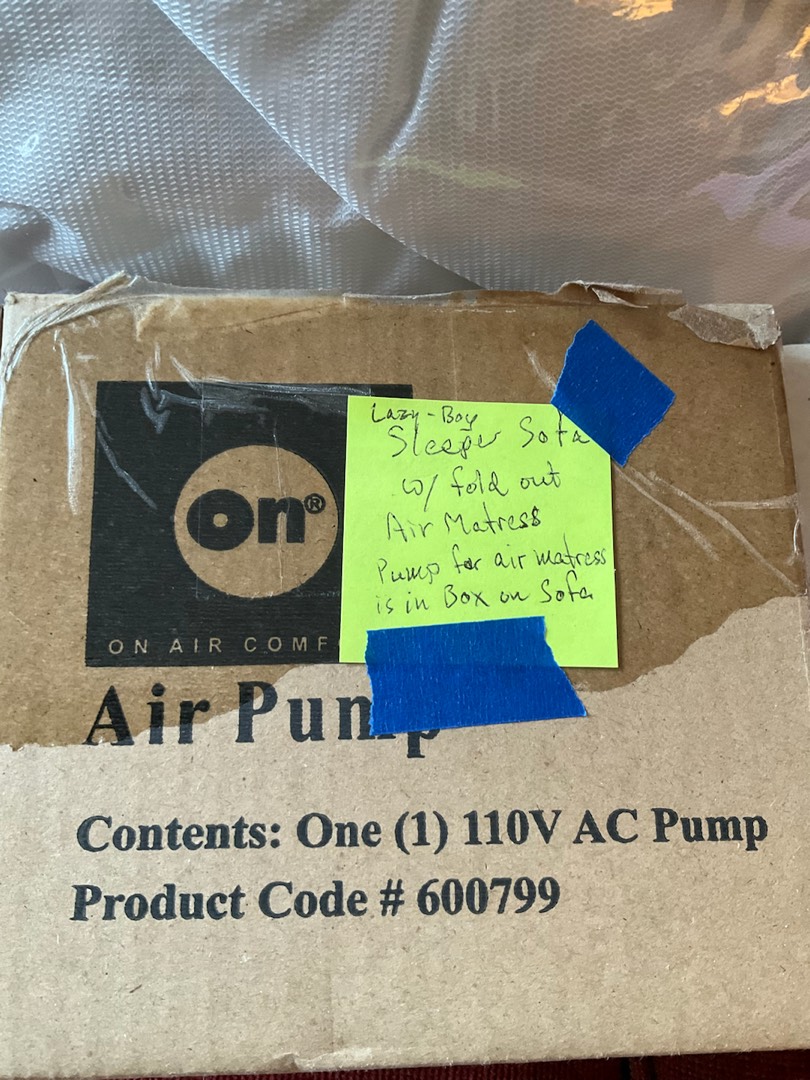 On®
ON AIR COMF
Lazy-Boy
Sleeper Sofa
w/ fold out
Air Matress
Pump for air matress
is in Box on Sofa
Air Pump
Contents: One (1) 110V AC Pump
Product Code # 600799